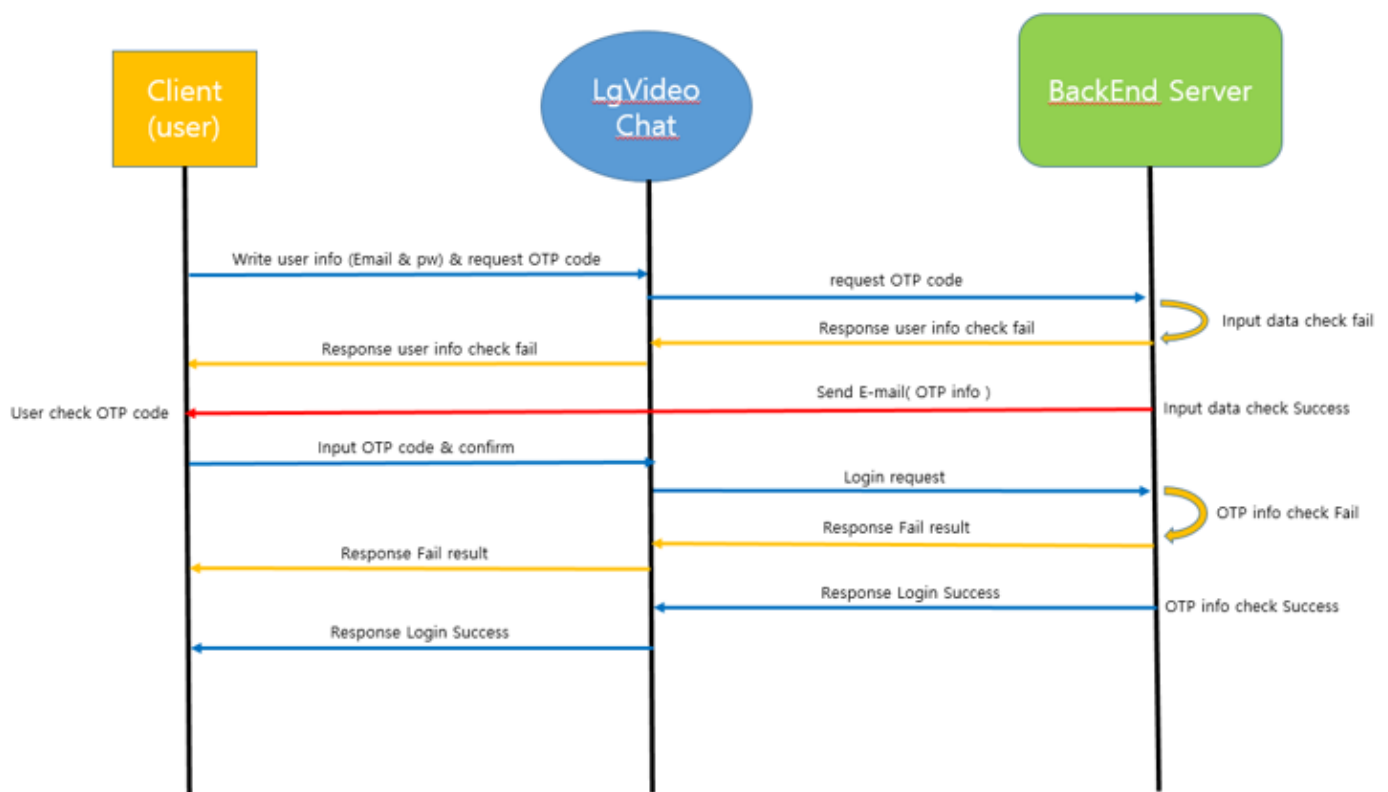 Client
(user)
LgVideo
Chat
BackEnd Server
Write user info (Email & pw) & request OTP code
request OTP code
Input data check fail
Response user info check fail
Response user info check fail
Send E-mail( OTP info )
User check OTP code
Input data check Success
Input OTP code & confirm
Login request
OTP info check Fail
Response Fail result
Response Fail result
Response Login Success
OTP info check Success
Response Login Success